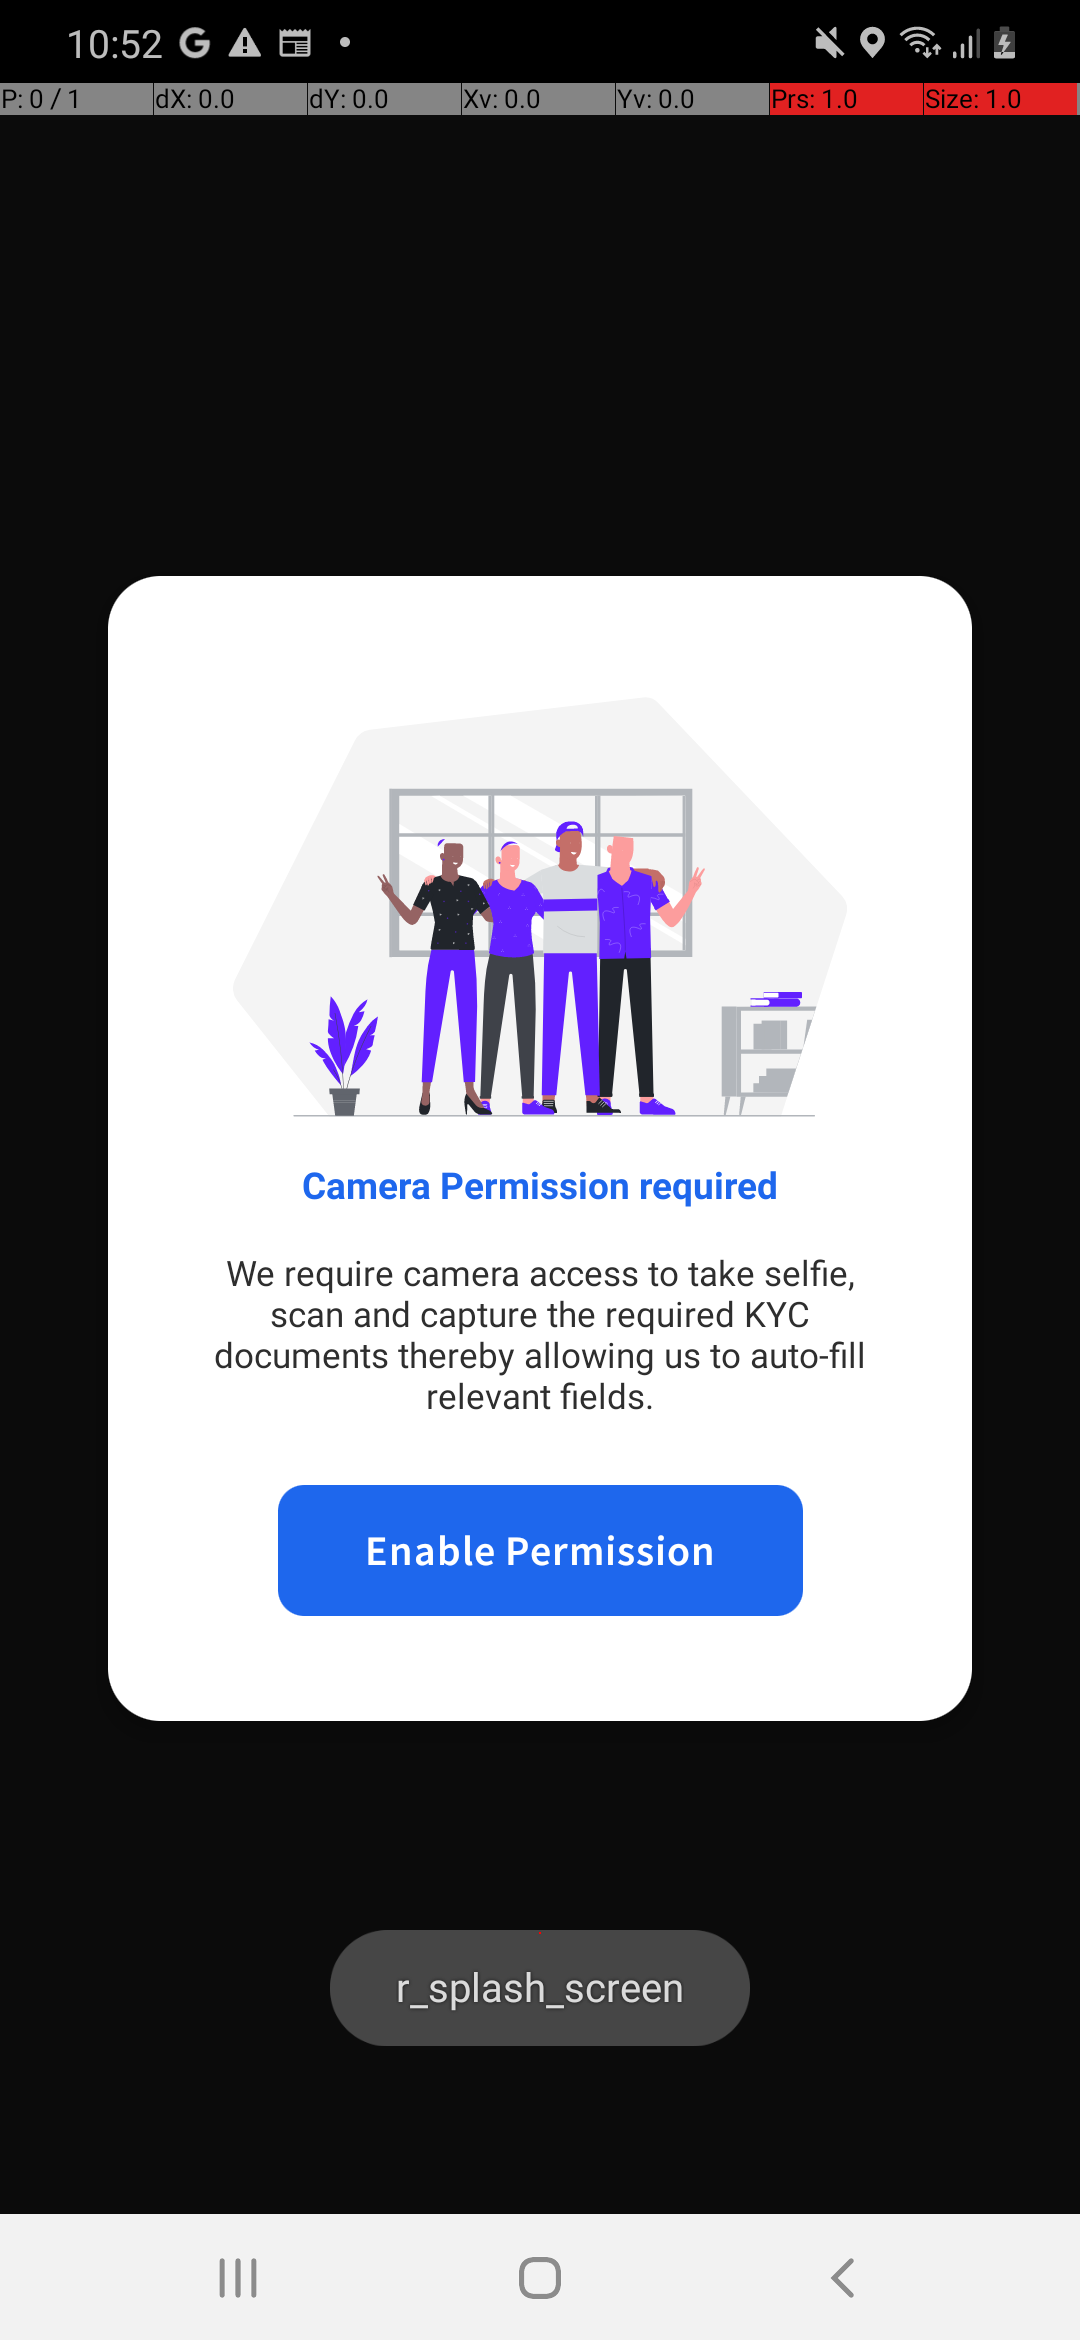 10:52
P: 0 / 1 dX: 0.0 dY: 0.0 Xv: 0.0 Yv: 0.0 Prs: 1.0 Size: 1.0
Camera Permission required
We require camera access to take selfie,
scan and capture the required KYC
documents thereby allowing us to auto-fill
relevant fields.
Enable Permission
r_splash_screen